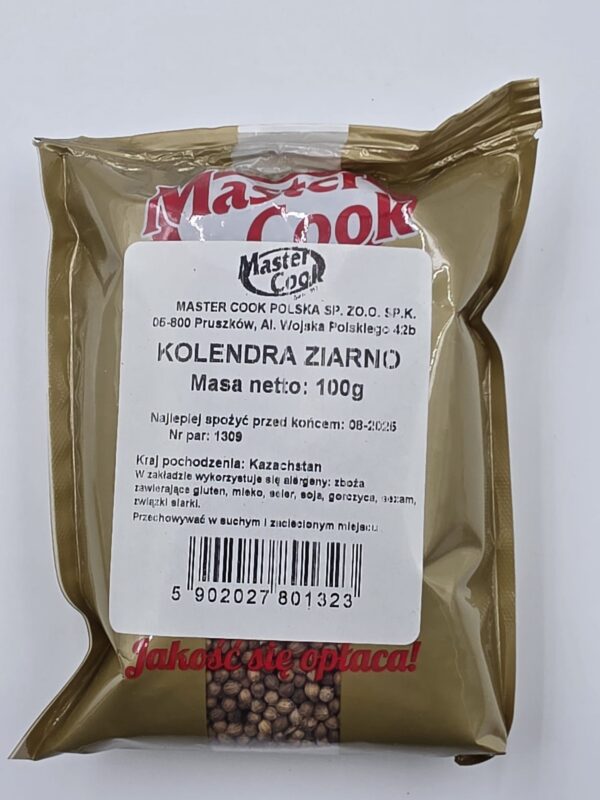 Master
Cook
Master
Cook
MASTER COOK POLSKA SP. ZO.O. SP.K.
05-800 Pruszków, Al. Wojska Polskiego 42b
KOLENDRA ZIARNO
Masa netto: 100g
Najlepiej spożyć przed końcem: 08-2026
Nr par: 1309
Kraj pochodzenia: Kazachstan
W zakładzie wykorzystuje się alergeny: zboża
zawierające gluten, mleko, seler, soja, gorczyca, sezam,
związki siarki.
Przechowywać w suchym i zacienionym miejscu
5 902027 801323
Jakość się opłaca!